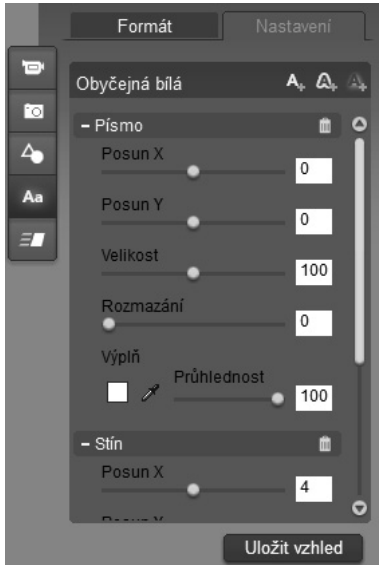 Formát Nastavení
Obyčejná bílá A+ A+ A+
– Písmo
Posun X
0
Posun Y
0
Velikost
100
Rozmazání
0
Výplň
Průhlednost
100
Aa
– Stín
Posun X
4
Posun Y
Uložit vzhled